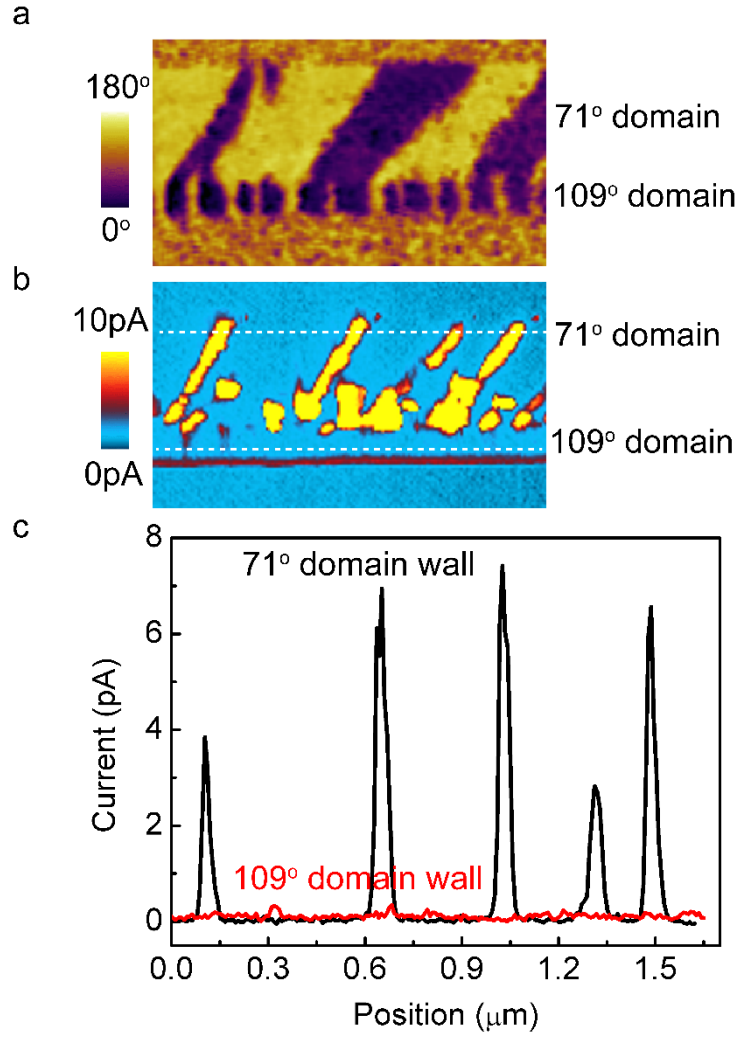 a
180°
0°
71° domain
109° domain
b
10pA
0pA
71° domain
109° domain
c
8
6
4
2
0
Current (pA)
71° domain wall
109° domain wall
0.0 0.3 0.6 0.9 1.2 1.5
Position (μm)